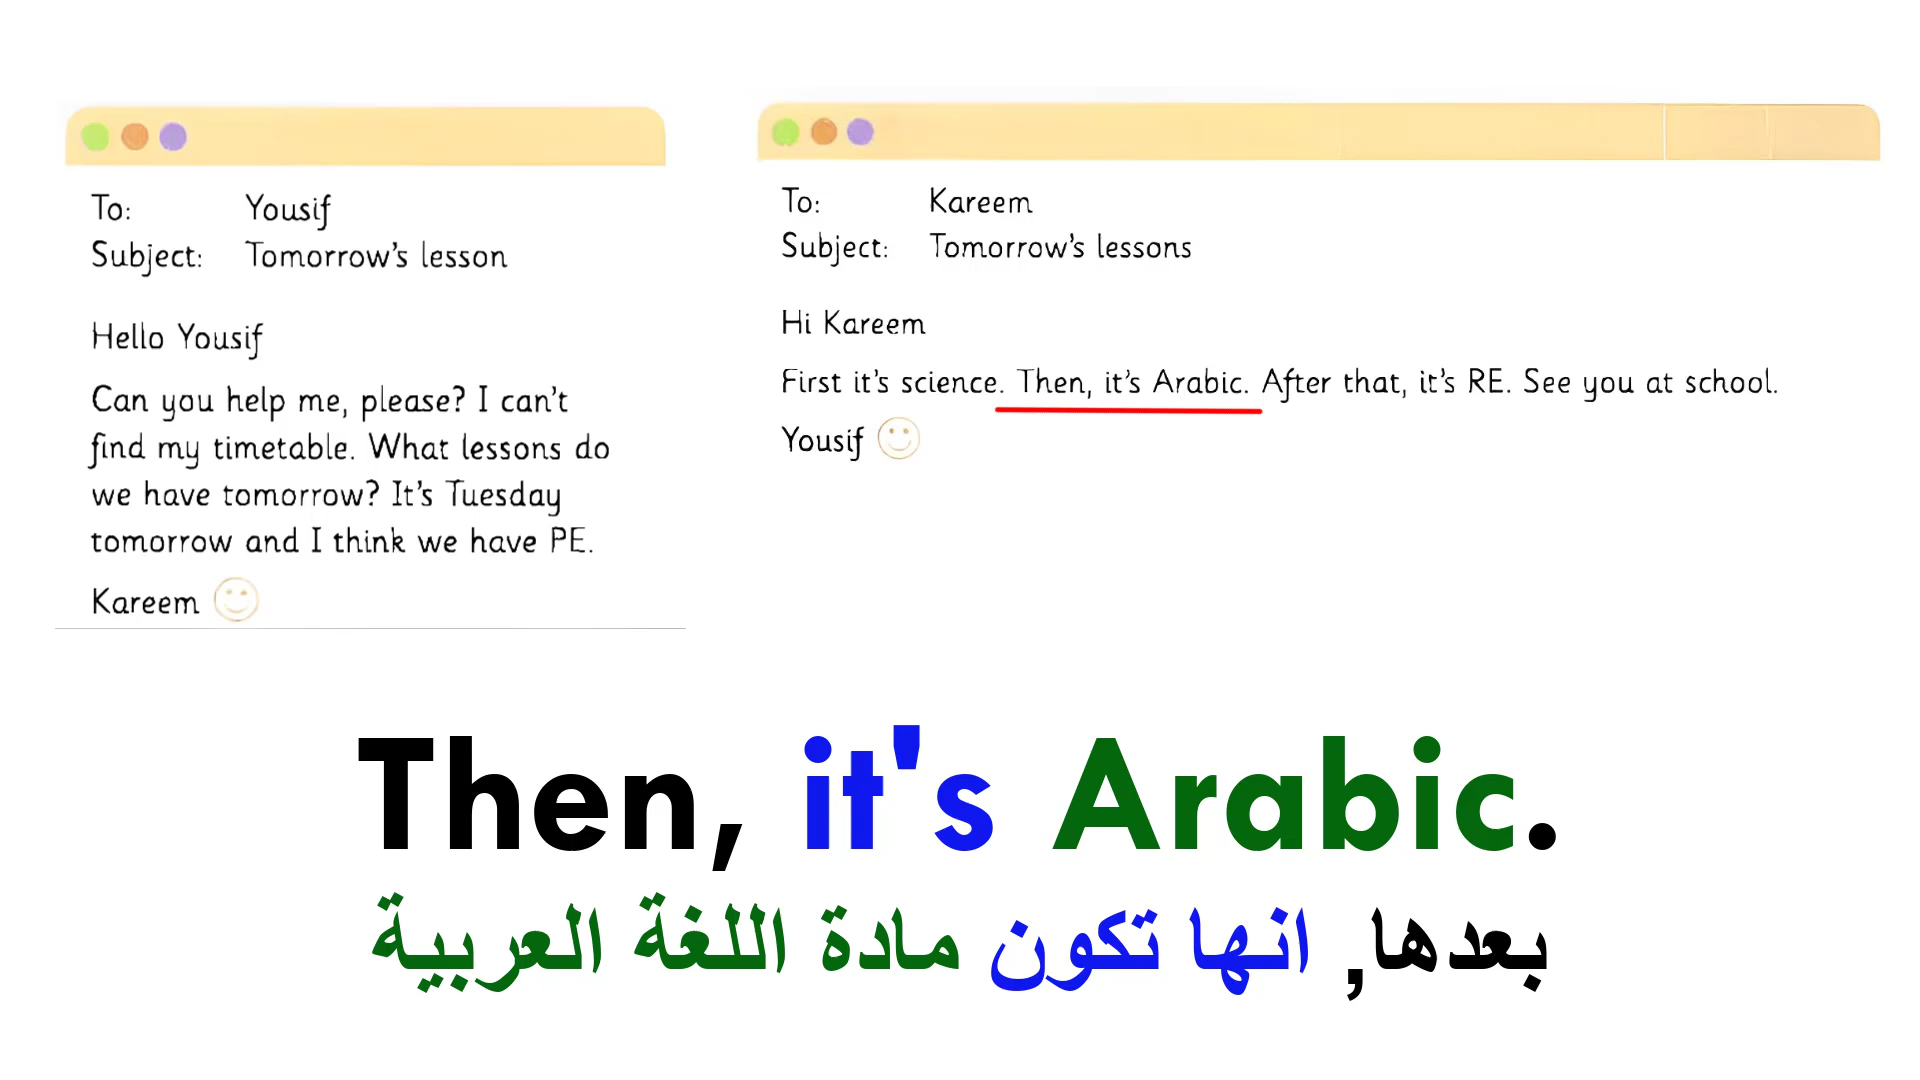 To: Yousif
Subject: Tomorrow's lesson
Hello Yousif
Can you help me, please? I can't
find my timetable. What lessons do
we have tomorrow? It's Tuesday
tomorrow and I think we have PE.
Kareem
To: Kareem
Subject: Tomorrow's lessons
Hi Kareem
First it's science. Then, it's Arabic. After that, it's RE. See you at school.
Yousif
Then, it's Arabic.
بعدها, انها تكون مادة اللغة العربية